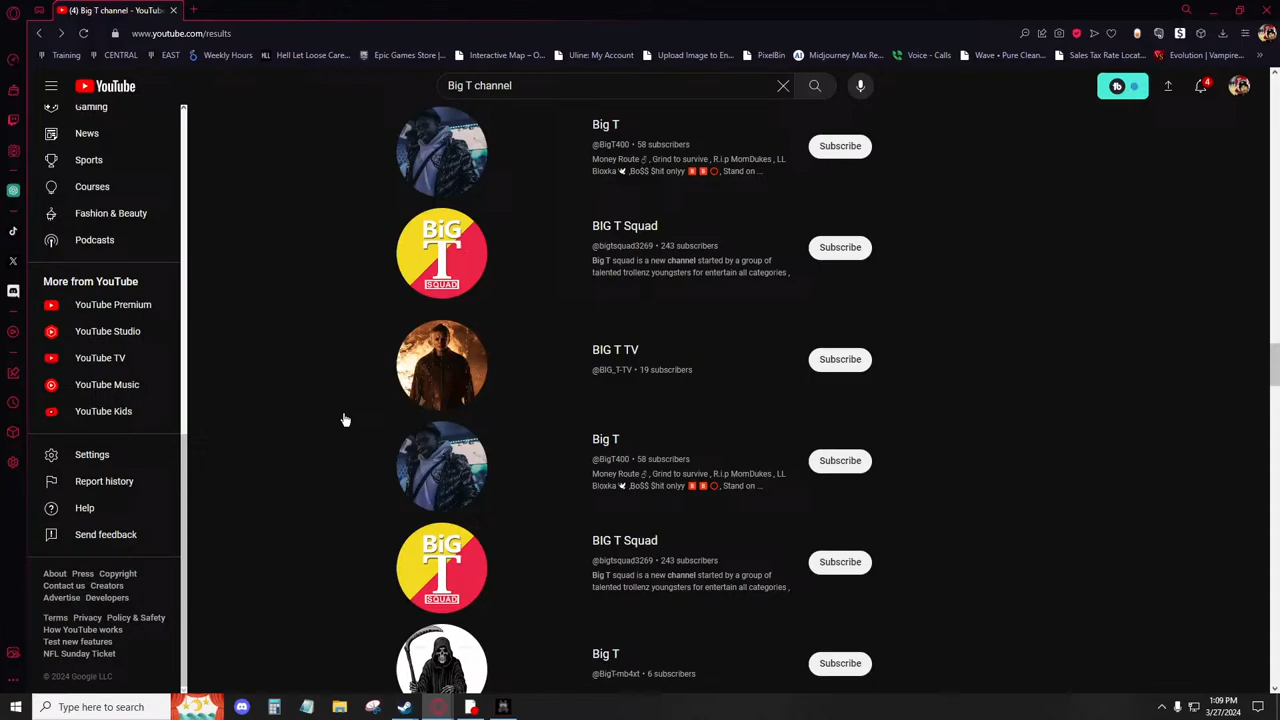 (4) Big T channel - YouTube
www.youtube.com/results
Training
CENTRAL
EAST
Weekly Hours
HLL Hell Let Loose Care...
Epic Games Store |...
Interactive Map – O...
Uline: My Account
Upload Image to En...
PixelBin
AI Midjourney Max Re...
Voice - Calls
Wave • Pure Clean...
Sales Tax Rate Locat...
Evolution | Vampire...
YouTube
Big T channel
tb
4
Gaming
News
Sports
Courses
Fashion & Beauty
Podcasts
More from YouTube
YouTube Premium
YouTube Studio
YouTube TV
YouTube Music
YouTube Kids
Settings
Report history
Help
Send feedback
About Press Copyright
Contact us Creators
Advertise Developers
Terms Privacy Policy & Safety
How YouTube works
Test new features
NFL Sunday Ticket
© 2024 Google LLC
Big T
@BigT400 • 58 subscribers
Money Route , Grind to survive , R.i.p MomDukes , LL
Bloxka 🕊 ,Bo$$ $hit onlyy 🅱 🅱 ⭕ , Stand on ...
Subscribe
BiG
T
SQUAD
BIG T Squad
@bigtsquad3269 • 243 subscribers
Big T squad is a new channel started by a group of
talented trollenz youngsters for entertain all categories ,
Subscribe
BIG T TV
@BIG_T-TV • 19 subscribers
Subscribe
Big T
@BigT400 • 58 subscribers
Money Route , Grind to survive , R.i.p MomDukes , LL
Bloxka 🕊 ,Bo$$ $hit onlyy 🅱 🅱 ⭕ , Stand on ...
Subscribe
BiG
T
SQUAD
BIG T Squad
@bigtsquad3269 • 243 subscribers
Big T squad is a new channel started by a group of
talented trollenz youngsters for entertain all categories ,
Subscribe
Big T
@BigT-mb4xt • 6 subscribers
Subscribe
Type here to search
1:09 PM
3/27/2024